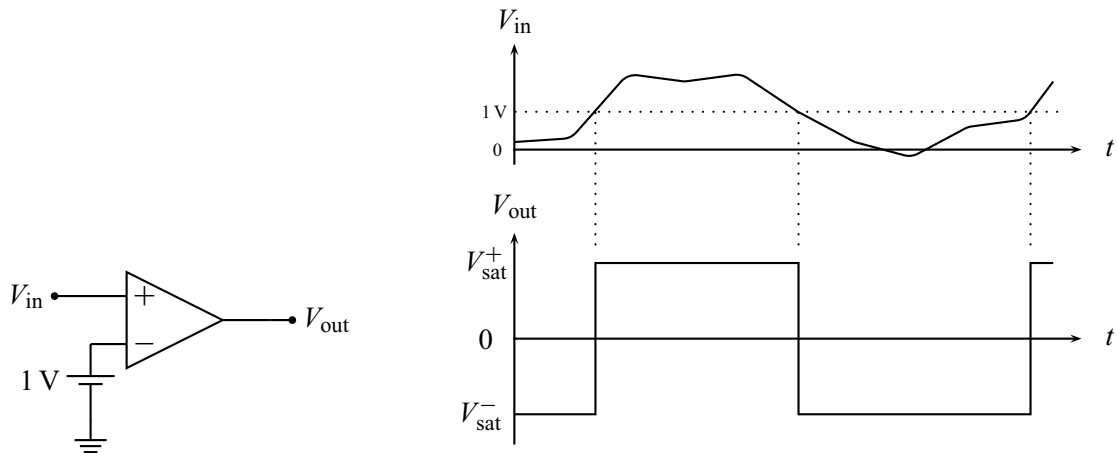 V_in
1 V
0
t
V_out
V_sat^+
0
t
V_sat^−
V_in
+
−
V_out
1 V